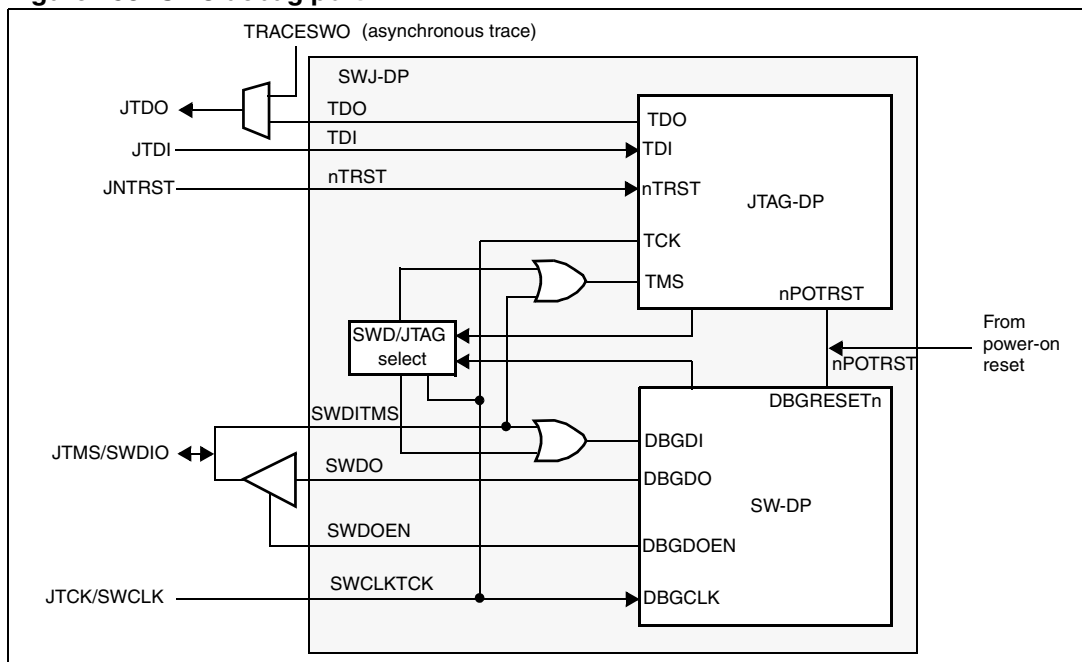 TRACESWO (asynchronous trace)
SWJ-DP
JTDO
TDO
TDO
JTDI
TDI
TDI
JNTRST
nTRST
nTRST
JTAG-DP
TCK
TMS
nPOTRST
SWD/JTAG
select
From
power-on
reset
nPOTRST
DBGRESETn
SWDITMS
DBGDI
JTMS/SWDIO
SWDO
DBGDO
SW-DP
SWDOEN
DBGDOEN
JTCK/SWCLK
SWCLKTCK
DBGCLK